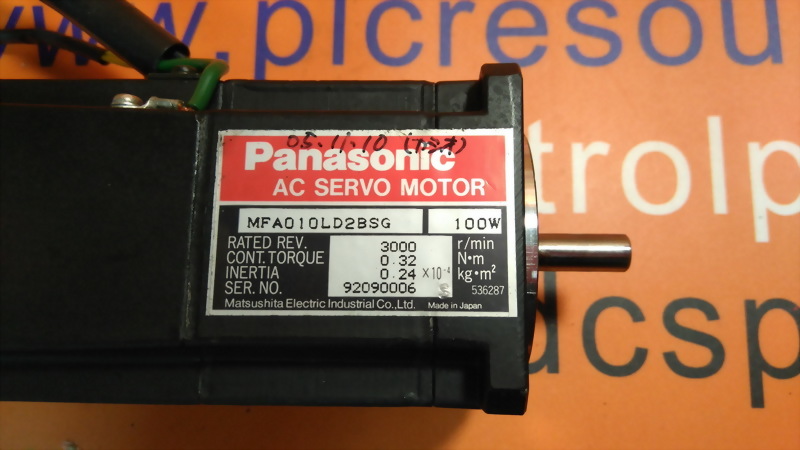 www.plcresou
ntrolp
dcsp
05.11.10
Panasonic
AC SERVO MOTOR
MFA010LD2BSG 100W
RATED REV. 3000 r/min
CONT. TORQUE 0.32 N·m
INERTIA 0.24 ×10⁻⁴ kg·m²
SER. NO. 92090006 S 536287
Matsushita Electric Industrial Co., Ltd. Made in Japan